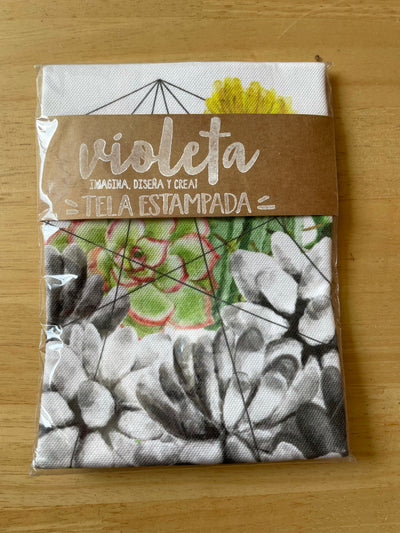 violeta
IMAGINA, DISEÑA Y CREA!
TELA ESTAMPADA